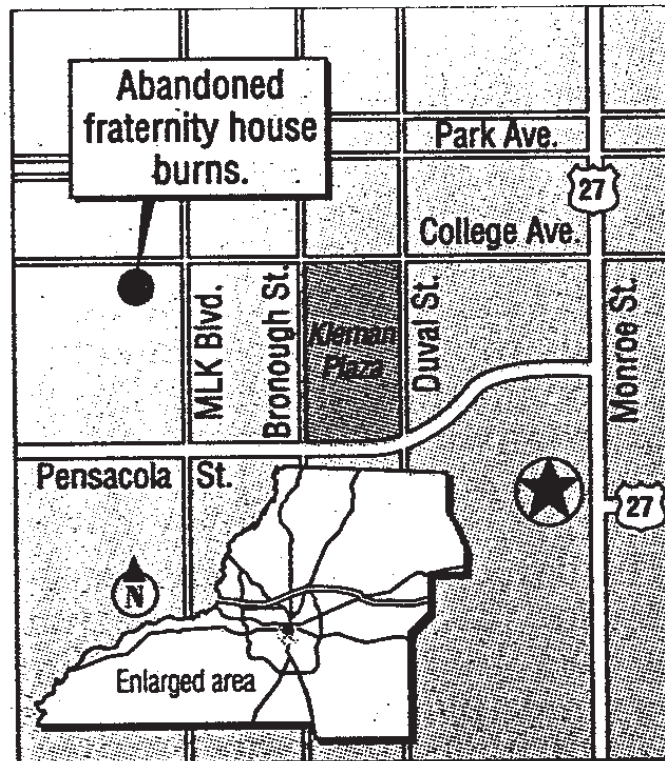 Abandoned
fraternity house
burns.
Park Ave.
27
College Ave.
MLK Blvd.
Bronough St.
Kleman
Plaza
Duval St.
Monroe St.
Pensacola St.
27
N
Enlarged area